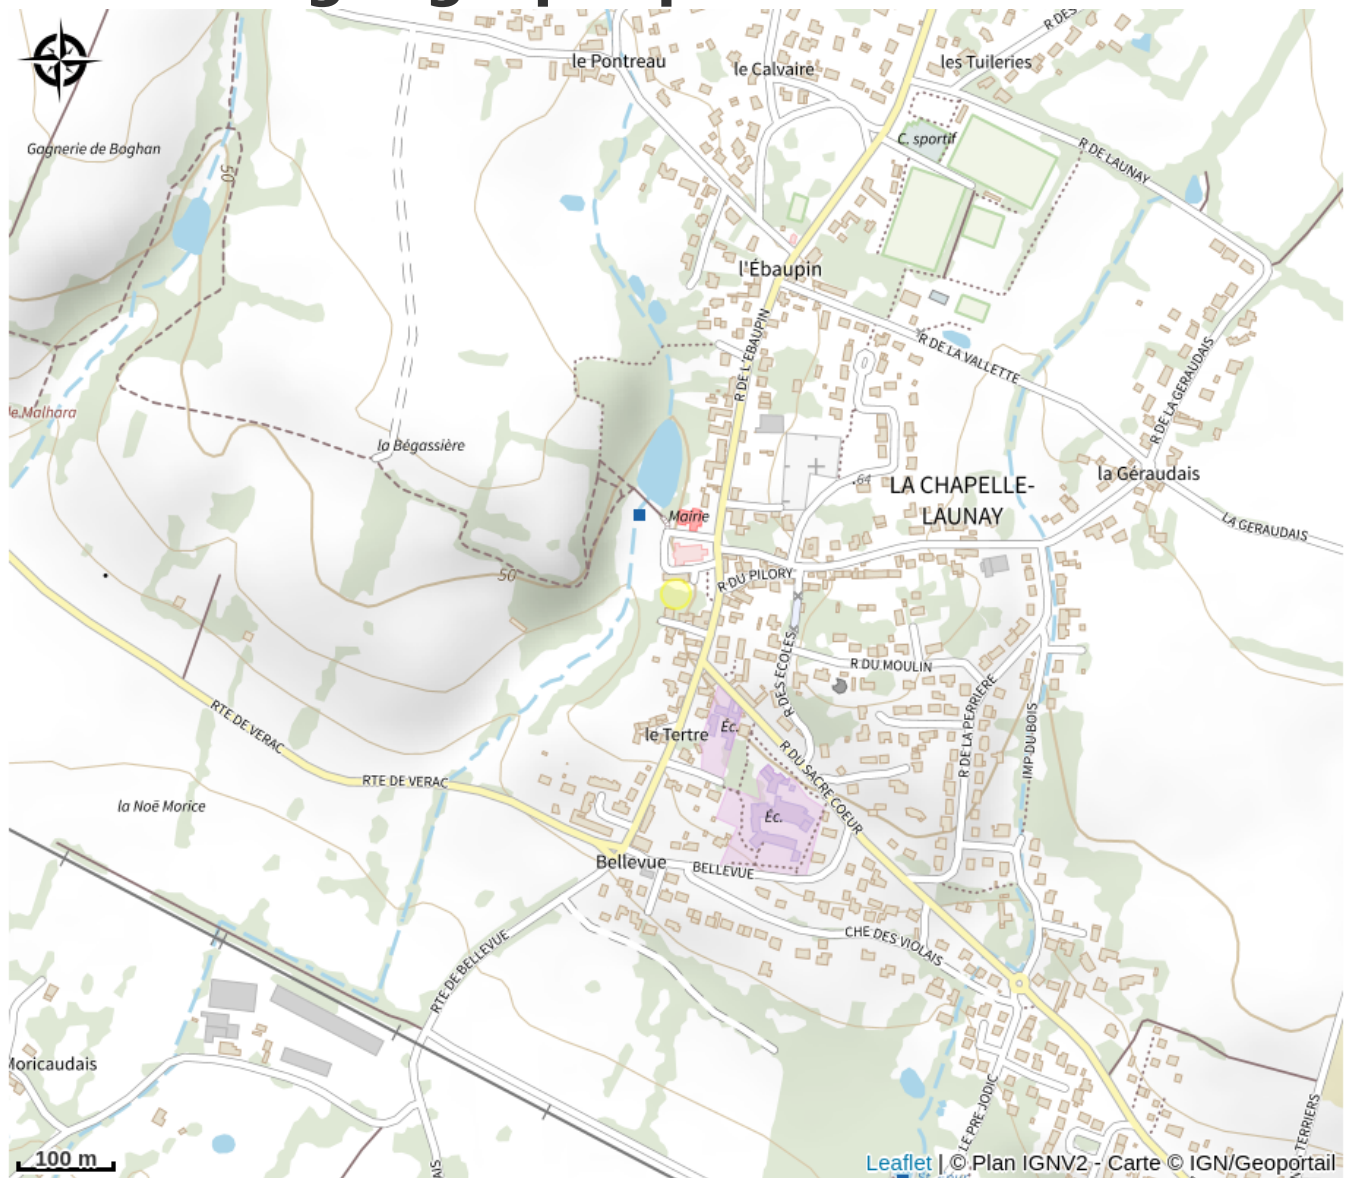 R DES
le Pontreau
le Calvaire
les Tuileries
Gagnerie de Boghan
50
C. sportif
R DE LAUNAY
l'Ébaupin
R DE L'EBAUPIN
R DE LA VALLETTE
R DE LA GERAUDAIS
le Malhara
la Bégassière
64
la Géraudais
LA CHAPELLE-
LAUNAY
Mairie
LA GERAUDAIS
50
R DU PILORY
R DES ECOLES
R DU MOULIN
R DE LA PERRIERE
IMP DU BOIS
RTE DE VERAC
le Tertre
Éc.
R DU SACRE COEUR
RTE DE VERAC
la Noë Morice
Éc.
Bellevue
BELLEVUE
CHE DES VIOLAIS
RTE DE BELLEVUE
Moricaudais
LE PRE JODIC
TERRIERS
100 m
Leaflet | © Plan IGNV2 - Carte © IGN/Geoportail